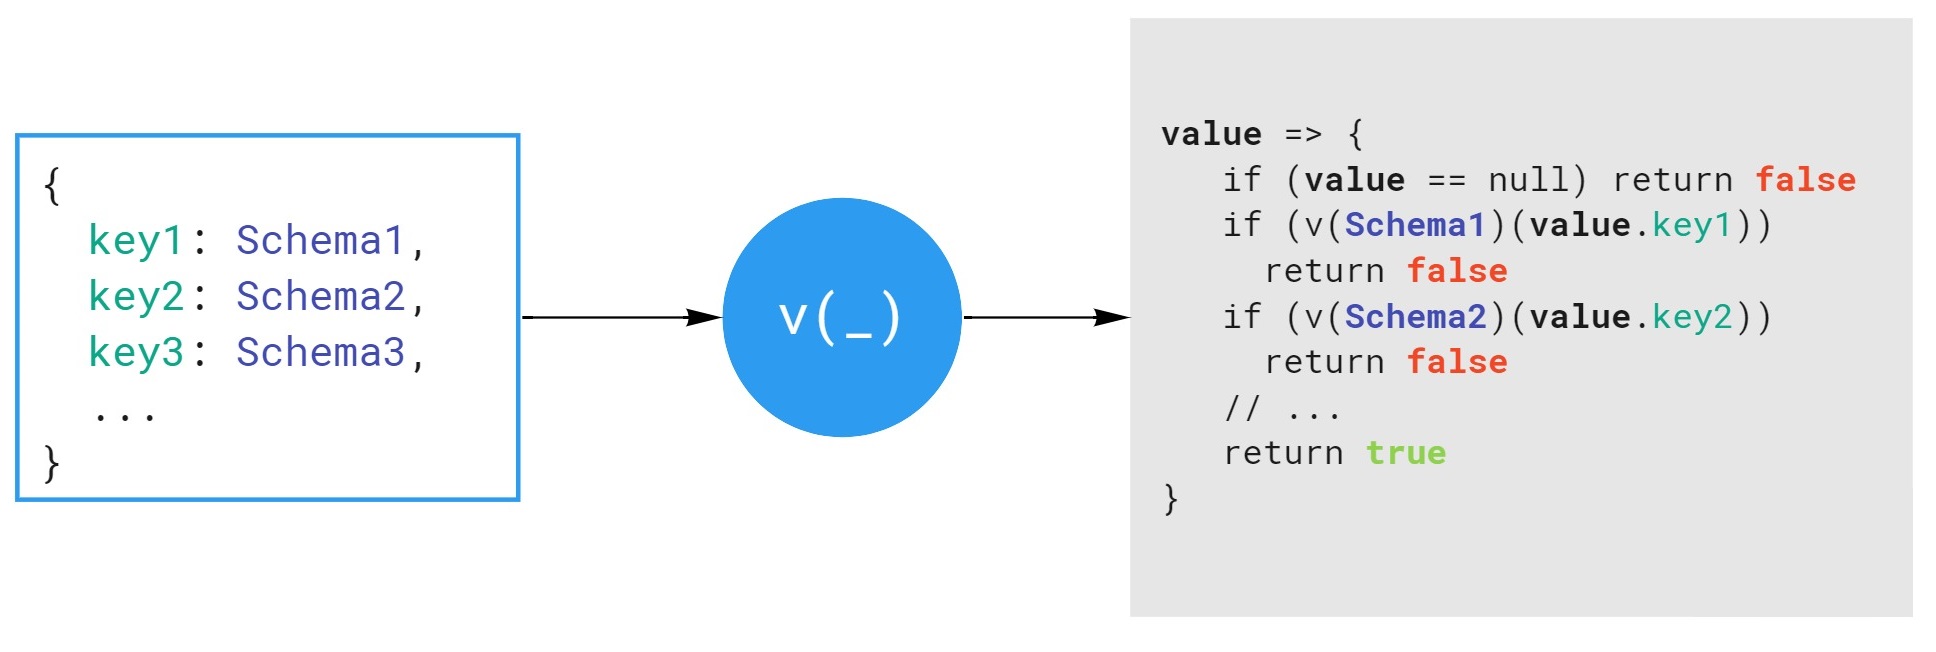 {
key1: Schema1,
key2: Schema2,
key3: Schema3,
...
}
v(_)
value => {
if (value == null) return false
if (v(Schema1)(value.key1))
return false
if (v(Schema2)(value.key2))
return false
// ...
return true
}